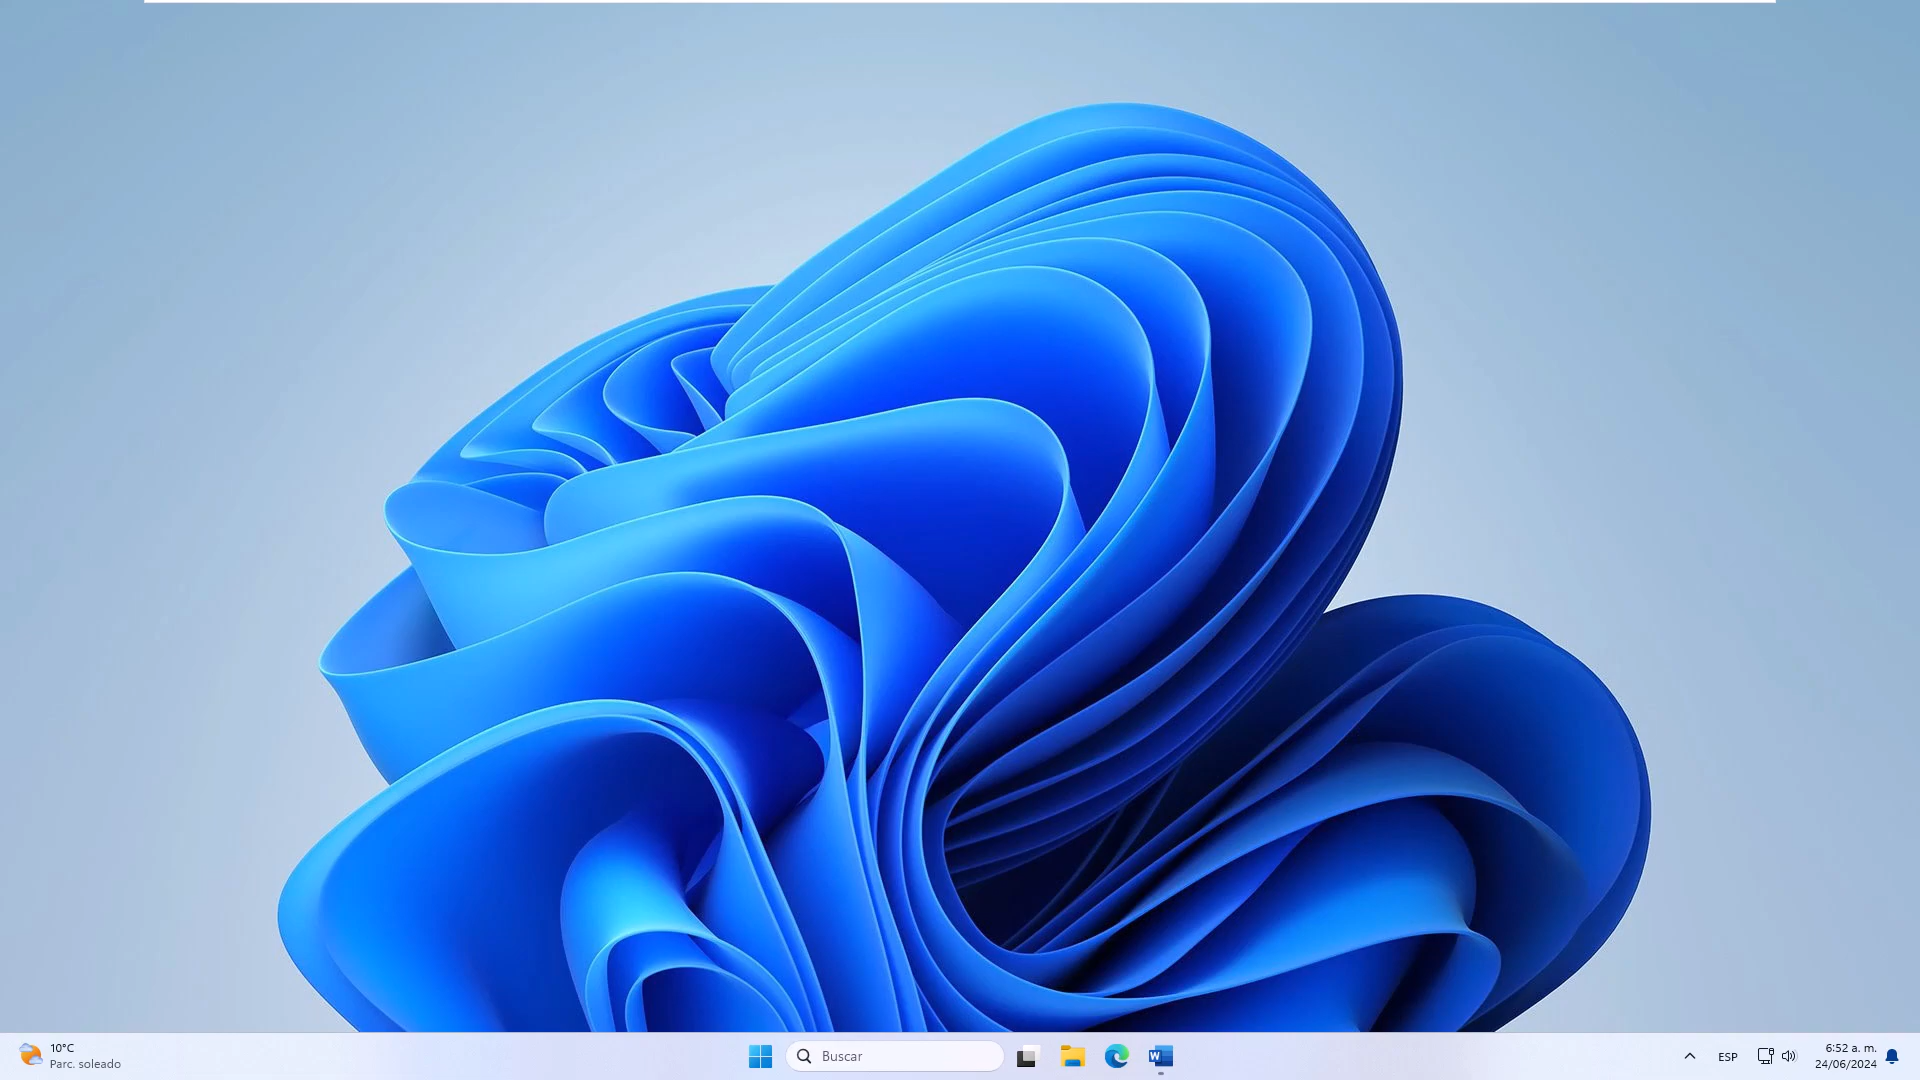 10°C
Parc. soleado
Buscar
W
ESP
6:52 a. m.
24/06/2024